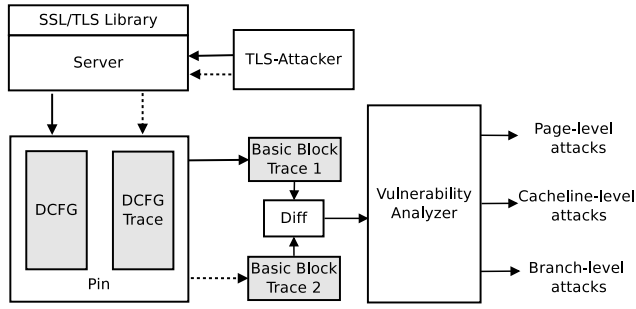 SSL/TLS Library
Server
TLS-Attacker
DCFG
DCFG
Trace
Pin
Basic Block
Trace 1
Diff
Basic Block
Trace 2
Vulnerability
Analyzer
Page-level
attacks
Cacheline-level
attacks
Branch-level
attacks